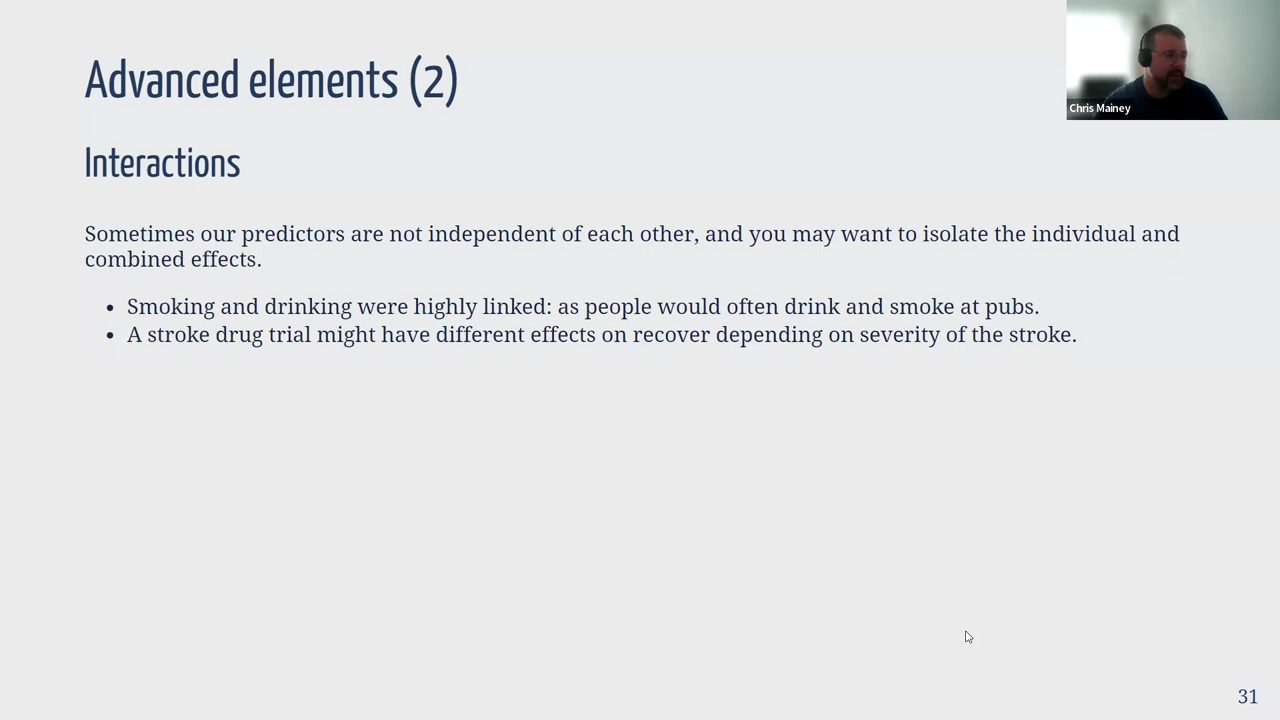 Advanced elements (2)
Chris Mainey
Interactions
Sometimes our predictors are not independent of each other, and you may want to isolate the individual and
combined effects.
• Smoking and drinking were highly linked: as people would often drink and smoke at pubs.
• A stroke drug trial might have different effects on recover depending on severity of the stroke.
31